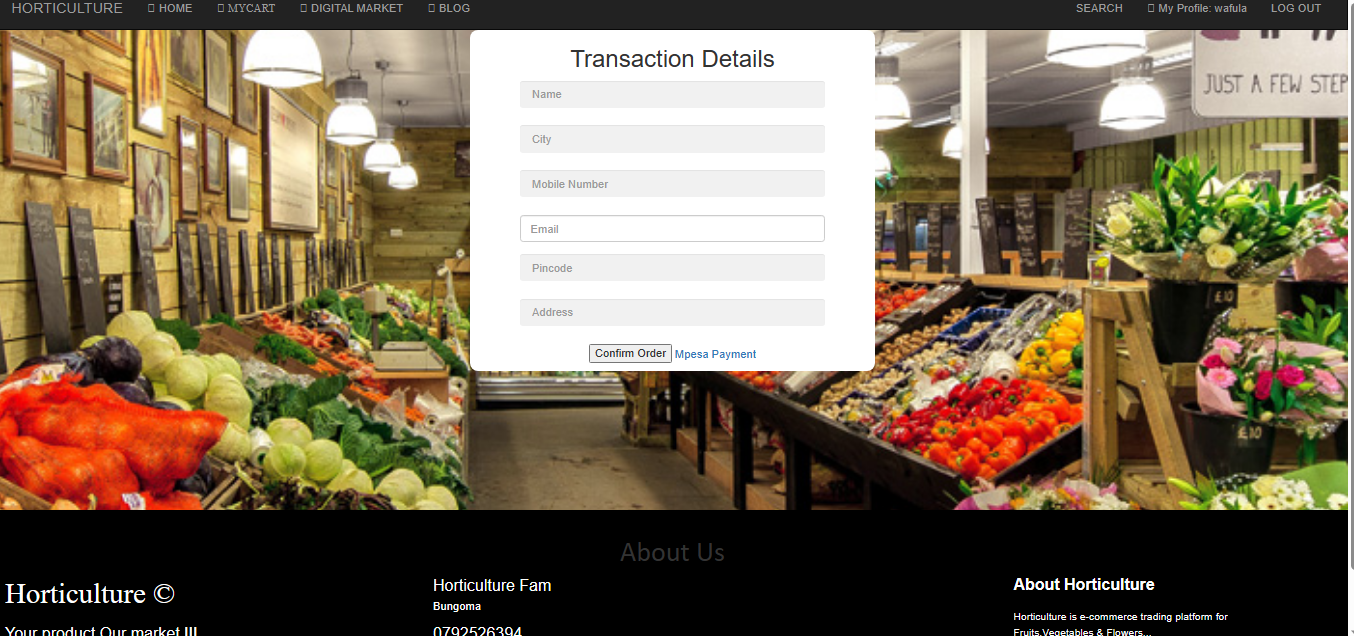 HORTICULTURE HOME MYCART DIGITAL MARKET BLOG SEARCH My Profile: wafula LOG OUT
Transaction Details
Name
City
Mobile Number
Email
Pincode
Address
Confirm Order Mpesa Payment
JUST A FEW STEP
£10
£10
About Us
Horticulture ©
Your product Our market !!!
Horticulture Fam
Bungoma
0792526394
About Horticulture
Horticulture is e-commerce trading platform for
Fruits,Vegetables & Flowers...